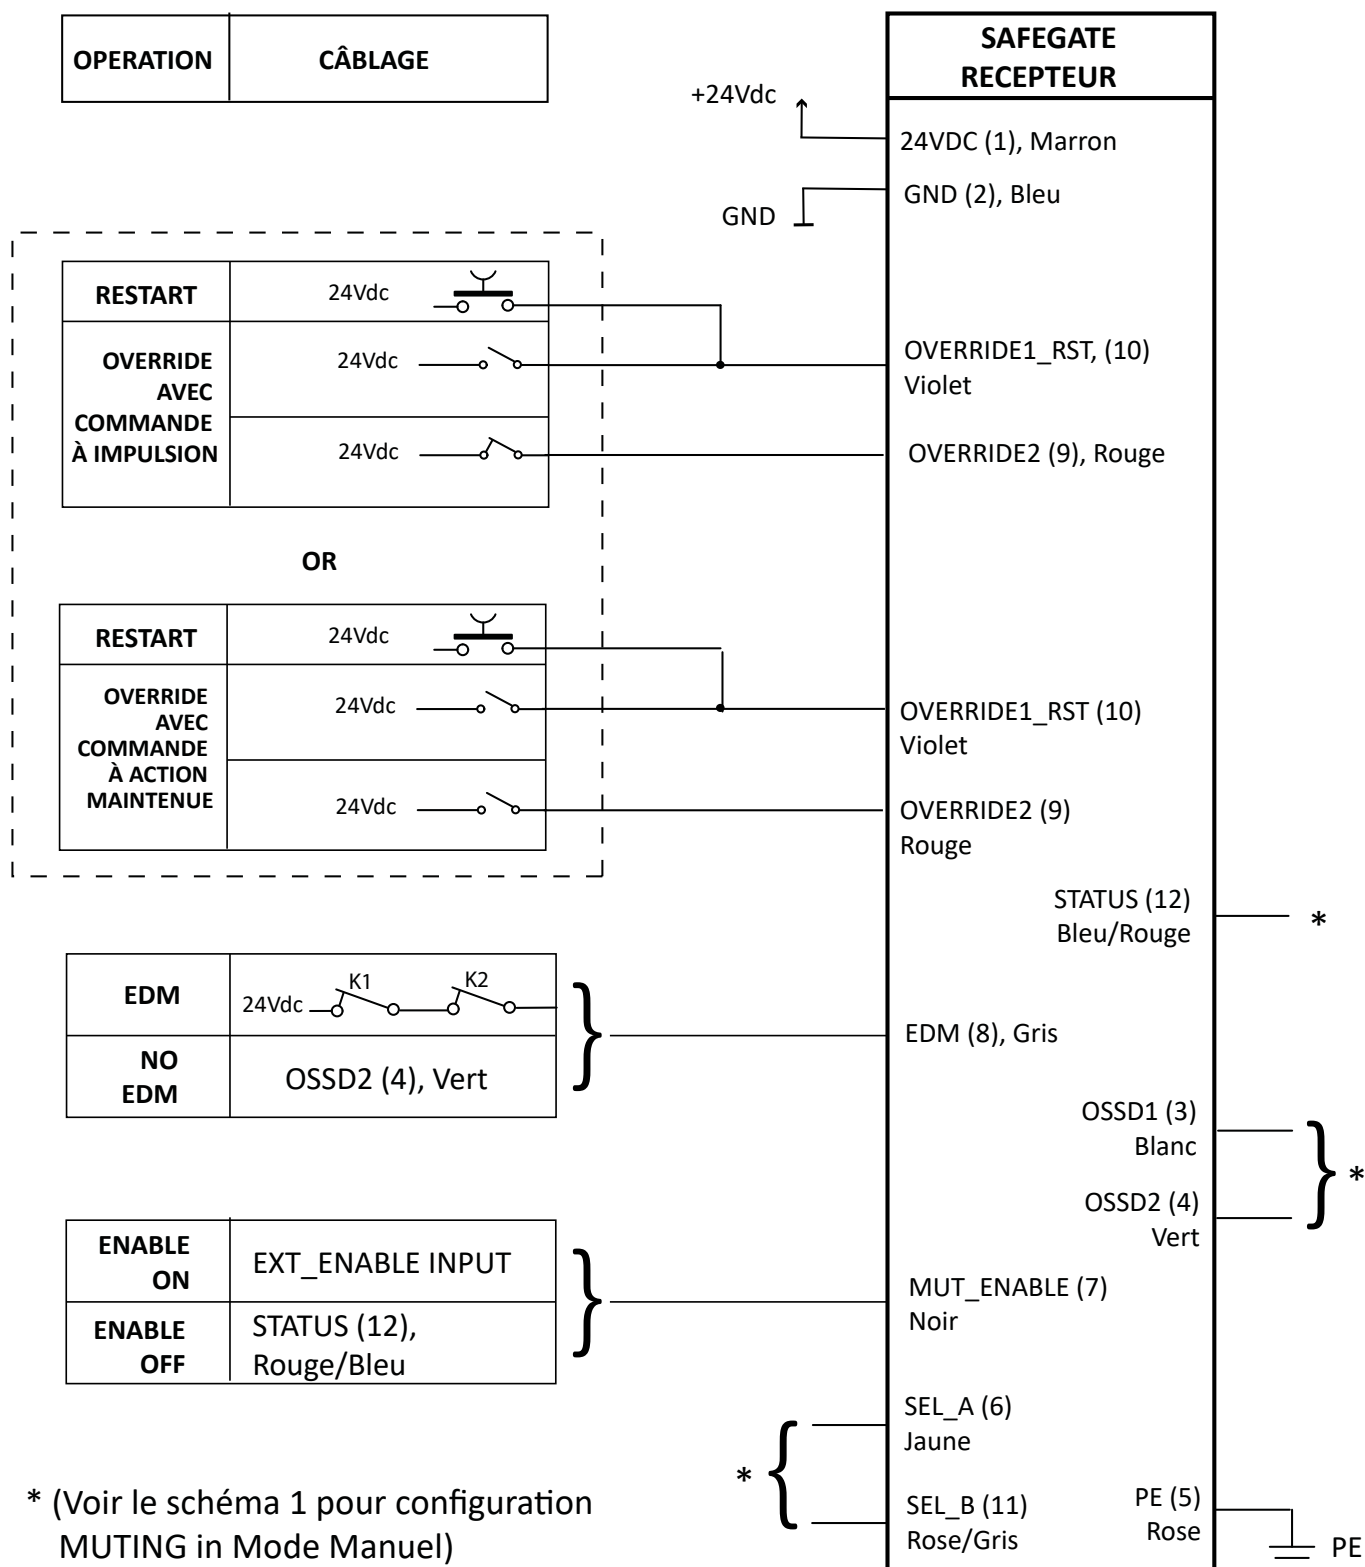 OPERATION CÂBLAGE
SAFEGATE
RECEPTEUR
+24Vdc
24VDC (1), Marron
GND (2), Bleu
GND
RESTART 24Vdc
OVERRIDE
AVEC
COMMANDE
À IMPULSION
24Vdc
24Vdc
OVERRIDE1_RST, (10)
Violet
OVERRIDE2 (9), Rouge
OR
RESTART 24Vdc
OVERRIDE
AVEC
COMMANDE
À ACTION
MAINTENUE
24Vdc
24Vdc
OVERRIDE1_RST (10)
Violet
OVERRIDE2 (9)
Rouge
STATUS (12)
Bleu/Rouge
*
EDM 24Vdc K1 K2
NO
EDM
OSSD2 (4), Vert
EDM (8), Gris
OSSD1 (3)
Blanc
OSSD2 (4)
Vert
*
ENABLE
ON
EXT_ENABLE INPUT
ENABLE
OFF
STATUS (12),
Rouge/Bleu
MUT_ENABLE (7)
Noir
SEL_A (6)
Jaune
*
SEL_B (11)
Rose/Gris
PE (5)
Rose
PE
* (Voir le schéma 1 pour configuration
MUTING in Mode Manuel)